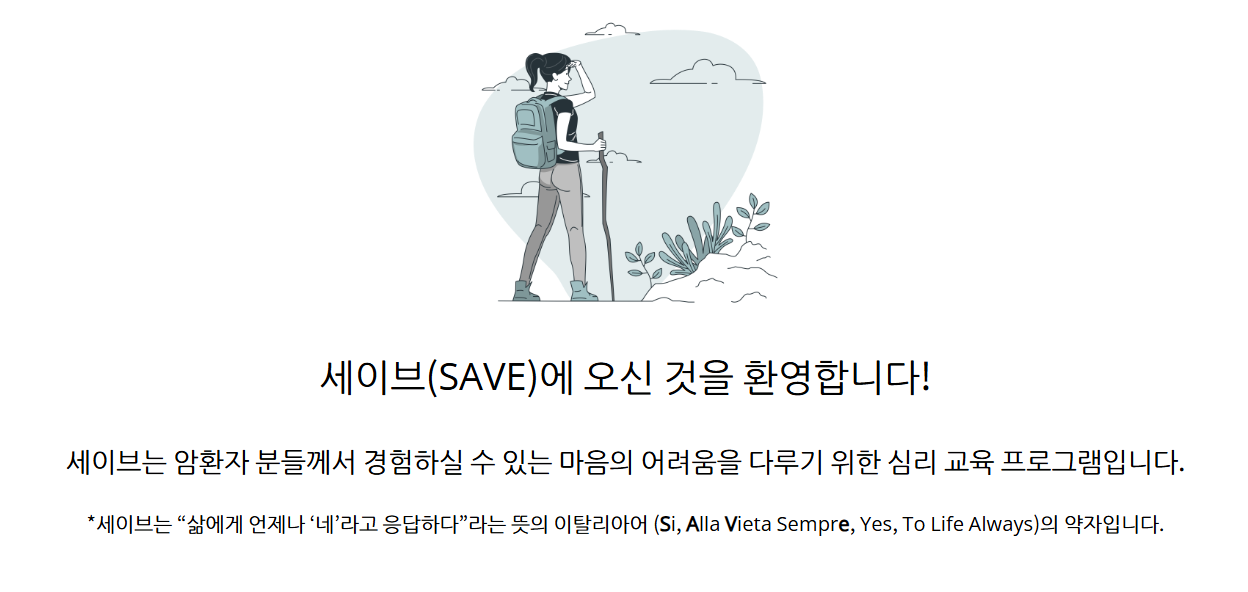 세이브(SAVE)에 오신 것을 환영합니다!
세이브는 암환자 분들께서 경험하실 수 있는 마음의 어려움을 다루기 위한 심리 교육 프로그램입니다.
*세이브는 “삶에게 언제나 ‘네’라고 응답하다”라는 뜻의 이탈리아어 (Si, Alla Vieta Sempre, Yes, To Life Always)의 약자입니다.